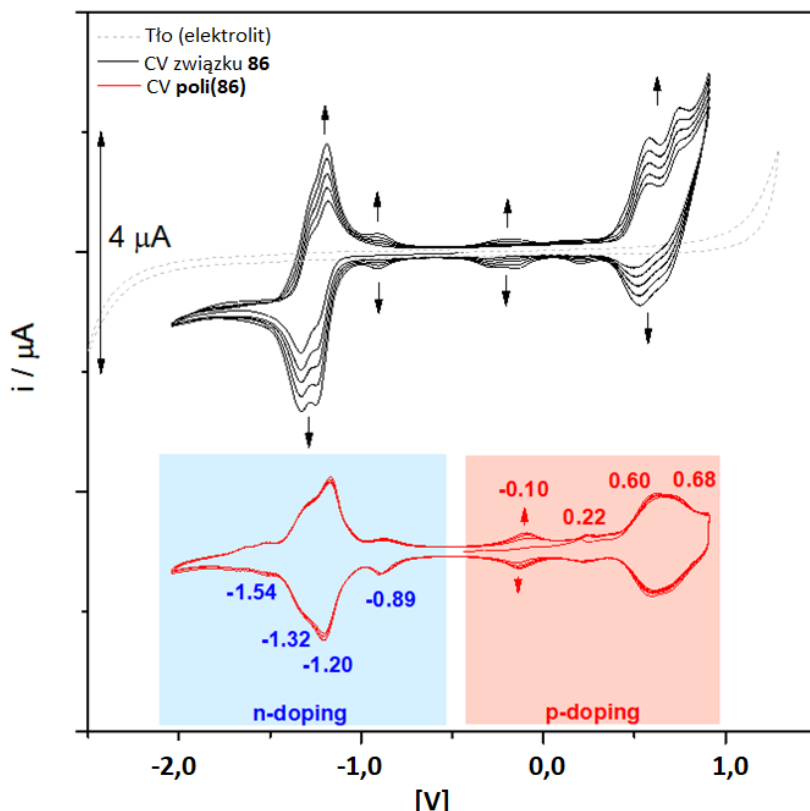 Tło (elektrolit)
CV związku 86
CV poli(86)
4 µA
i / µA
-0.10
0.60
0.68
0.22
-1.54
-0.89
-1.32
-1.20
n-doping
p-doping
-2,0
-1,0
0,0
1,0
[V]